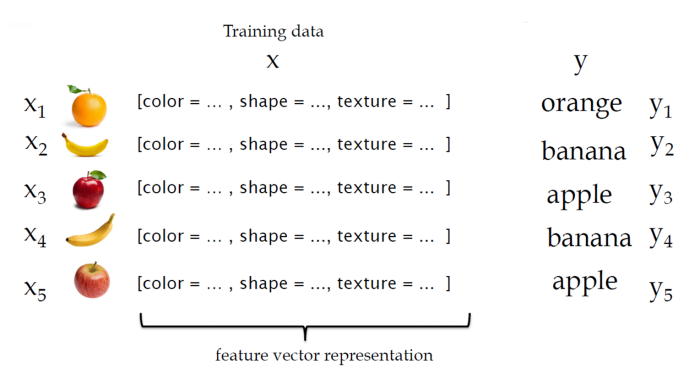 Training data
x y
x1 [color = ... , shape = ..., texture = ... ] orange y1
x2 [color = ... , shape = ..., texture = ... ] banana y2
x3 [color = ... , shape = ..., texture = ... ] apple y3
x4 [color = ... , shape = ..., texture = ... ] banana y4
x5 [color = ... , shape = ..., texture = ... ] apple y5
feature vector representation